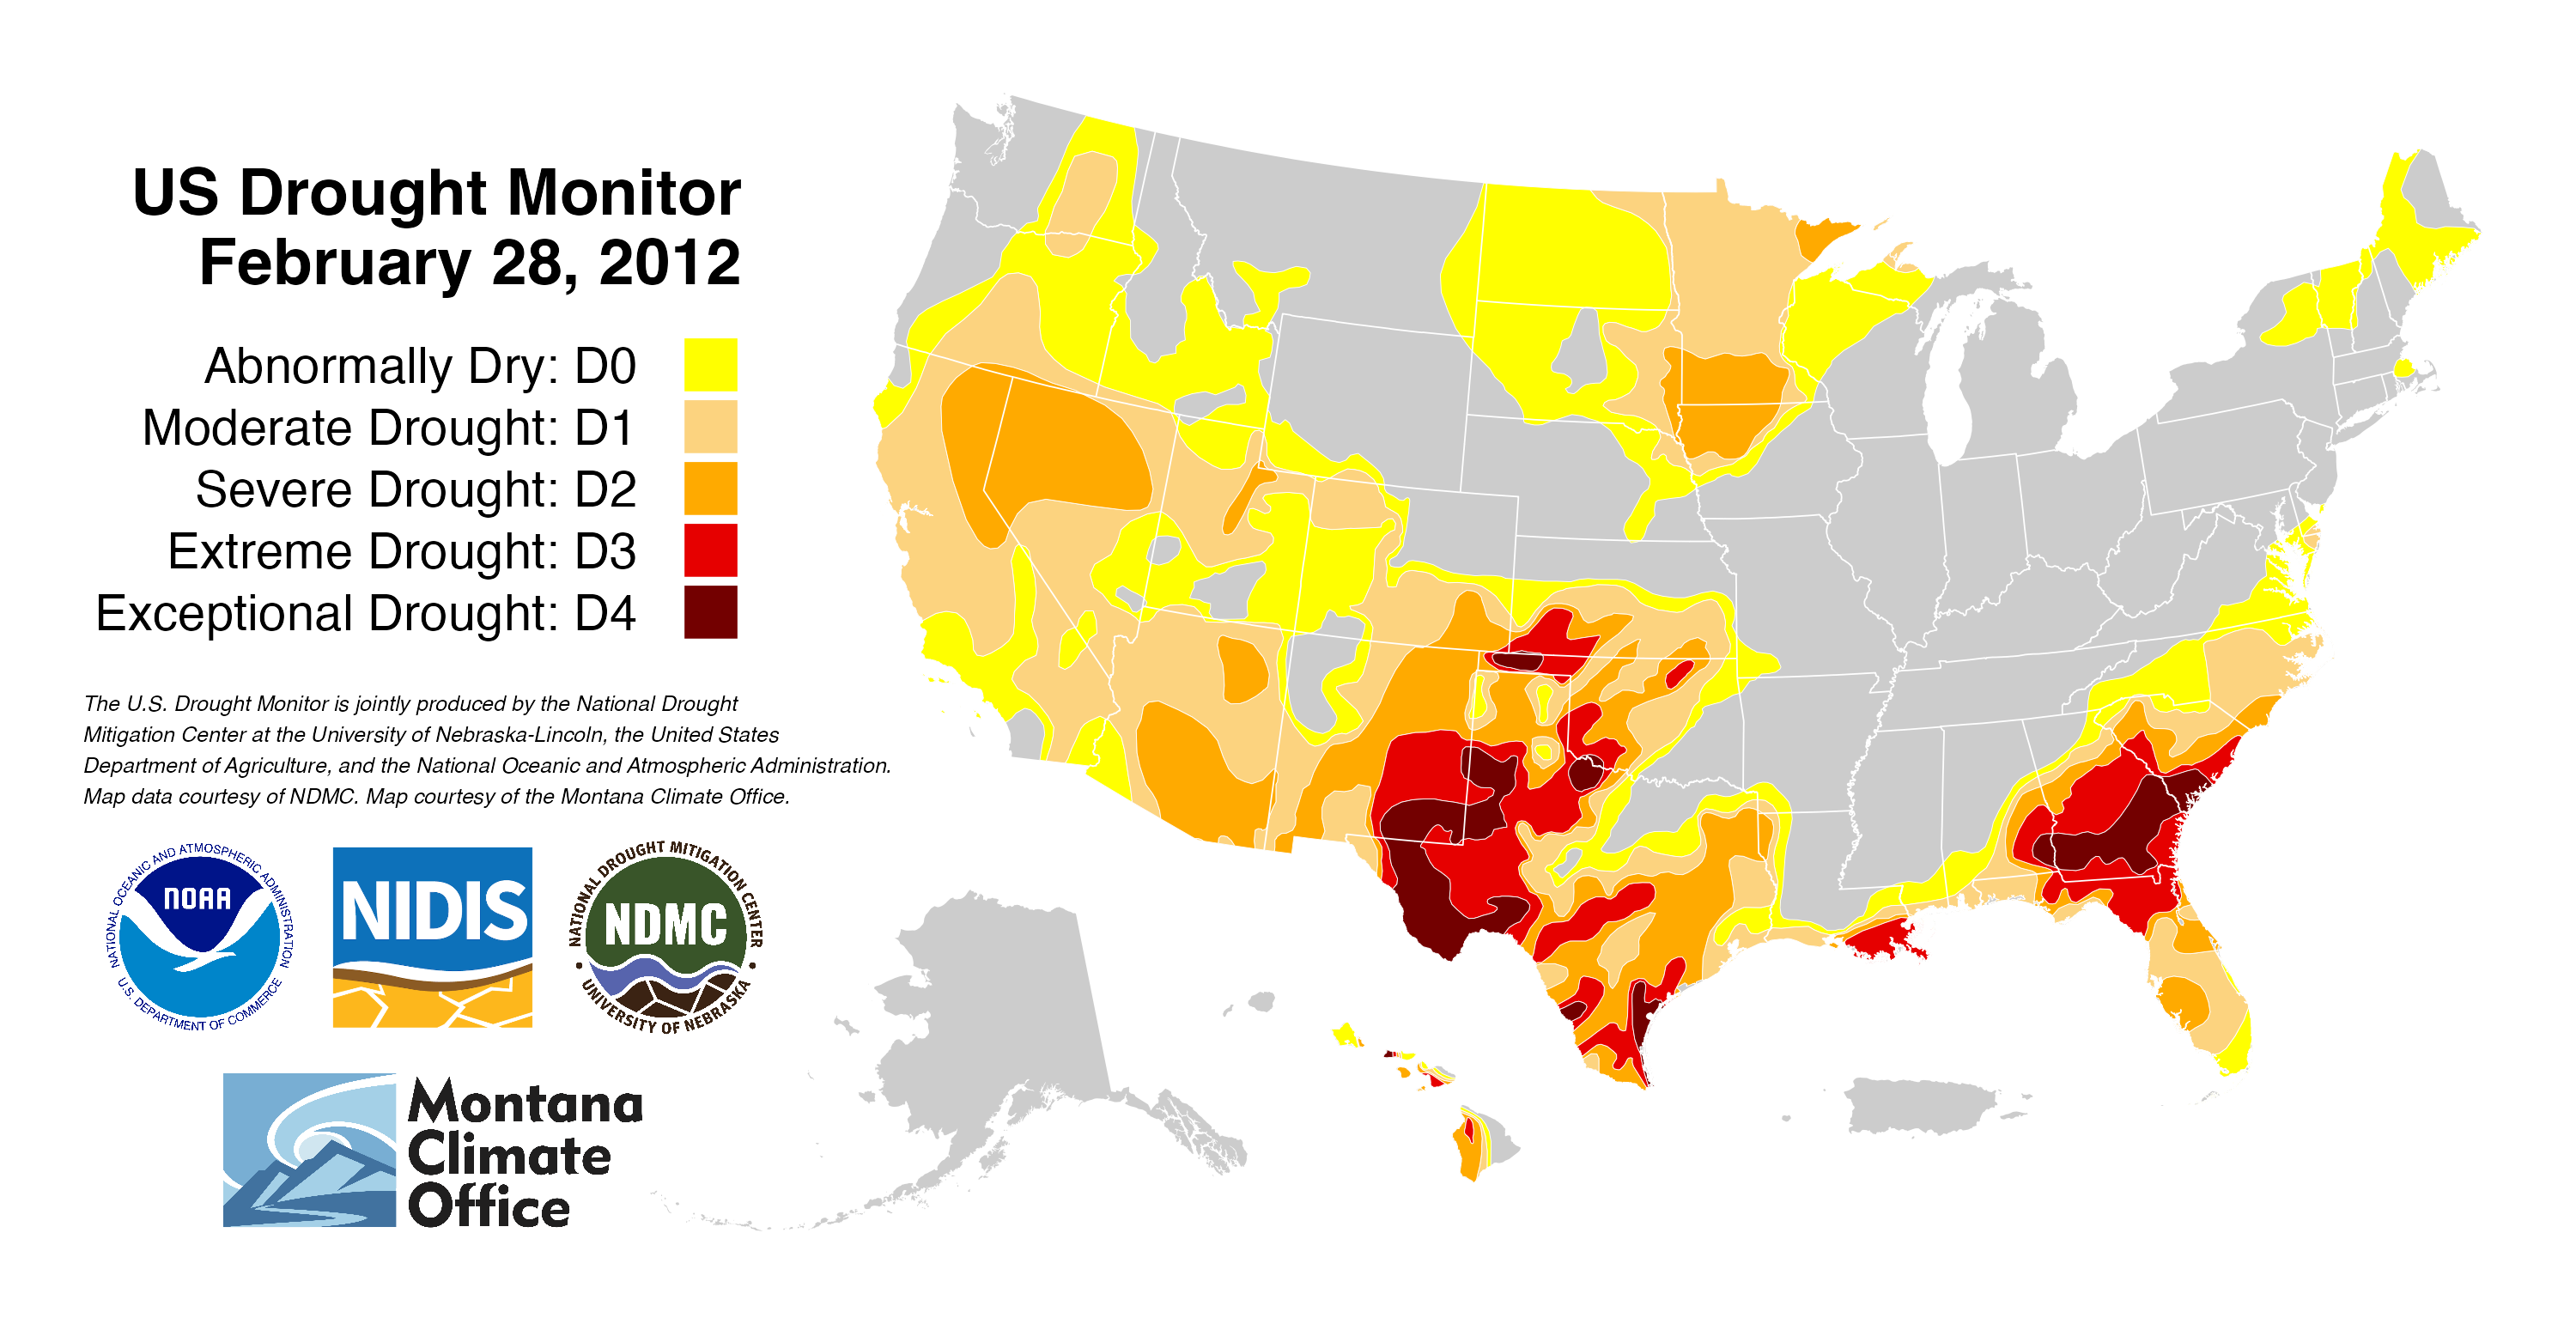 US Drought Monitor
February 28, 2012
Abnormally Dry: D0
Moderate Drought: D1
Severe Drought: D2
Extreme Drought: D3
Exceptional Drought: D4
The U.S. Drought Monitor is jointly produced by the National Drought
Mitigation Center at the University of Nebraska-Lincoln, the United States
Department of Agriculture, and the National Oceanic and Atmospheric Administration.
Map data courtesy of NDMC. Map courtesy of the Montana Climate Office.
NATIONAL OCEANIC AND ATMOSPHERIC ADMINISTRATION
NOAA
U.S. DEPARTMENT OF COMMERCE
NIDIS
NATIONAL DROUGHT MITIGATION CENTER
NDMC
UNIVERSITY OF NEBRASKA
Montana
Climate
Office